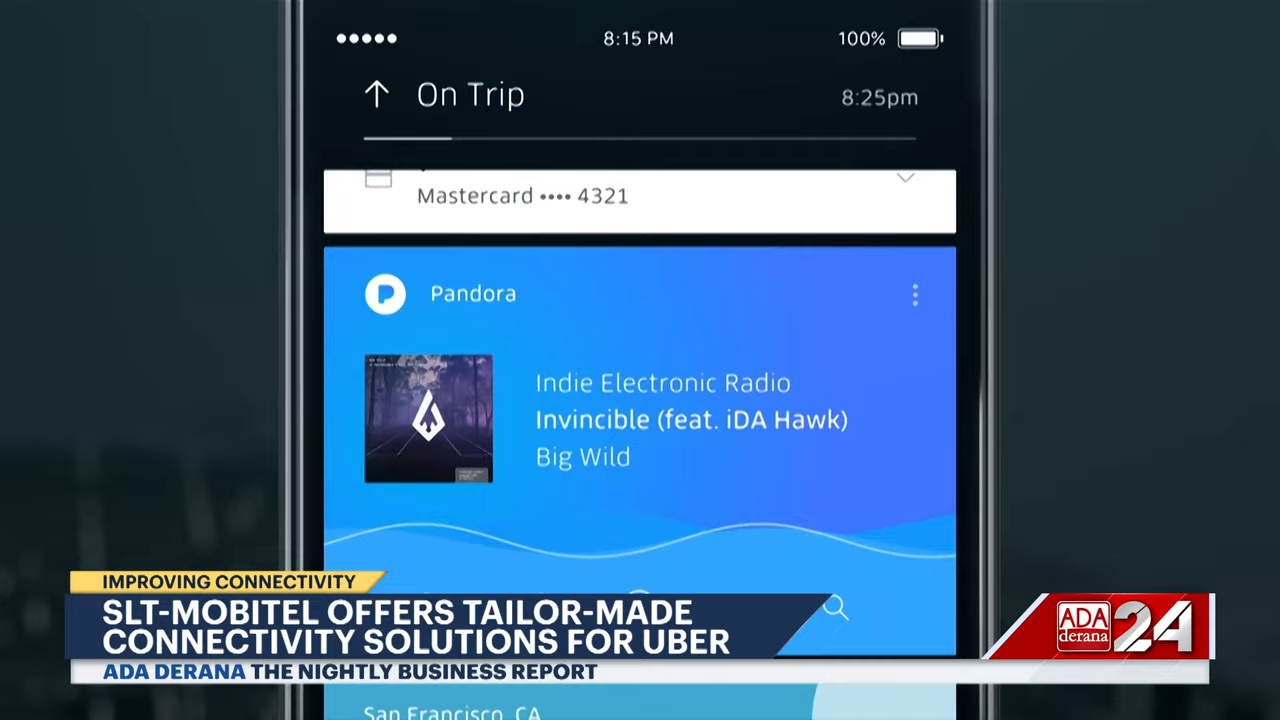 8:15 PM
100%
On Trip
8:25pm
Mastercard •••• 4321
Pandora
Indie Electronic Radio
Invincible (feat. iDA Hawk)
Big Wild
IMPROVING CONNECTIVITY
SLT-MOBITEL OFFERS TAILOR-MADE
CONNECTIVITY SOLUTIONS FOR UBER
ADA DERANA THE NIGHTLY BUSINESS REPORT
ADA
derana
24
San Francisco, CA